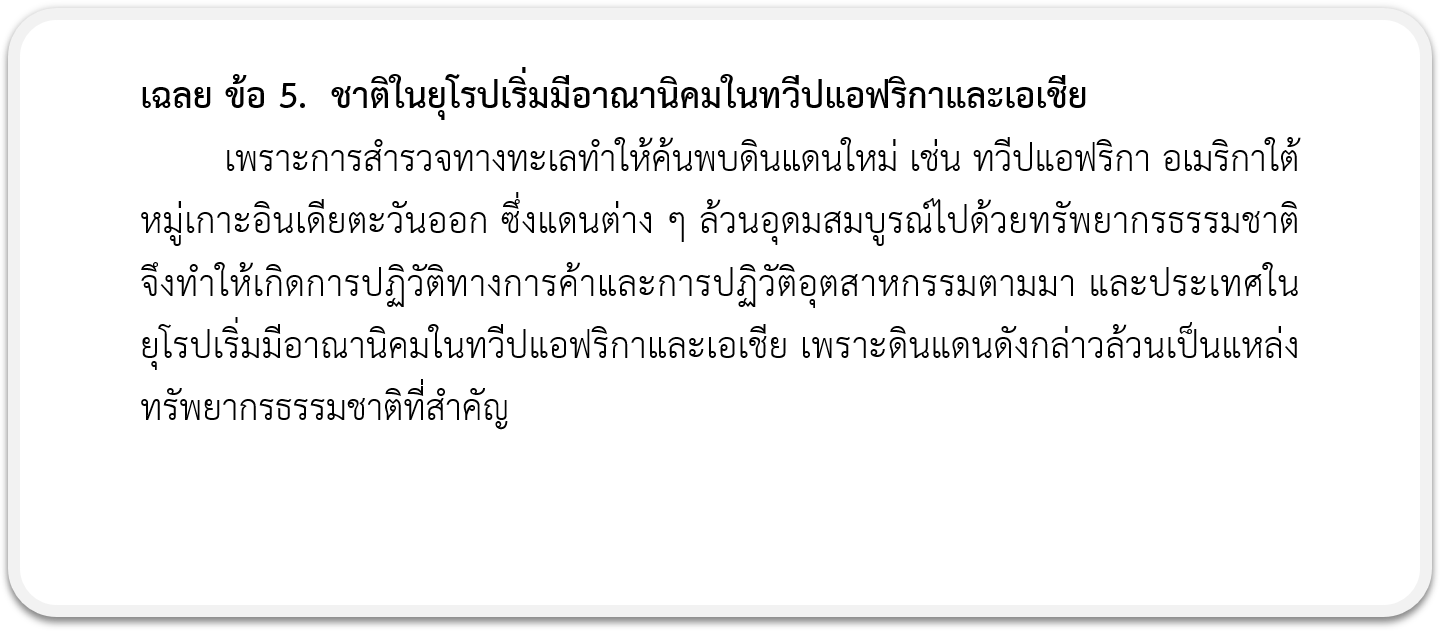 เฉลย ข้อ 5. ชาติในยุโรปเริ่มมีอาณานิคมในทวีปแอฟริกาและเอเชีย
เพราะการสำรวจทางทะเลทำให้ค้นพบดินแดนใหม่ เช่น ทวีปแอฟริกา อเมริกาใต้
หมู่เกาะอินเดียตะวันออก ซึ่งแดนต่าง ๆ ล้วนอุดมสมบูรณ์ไปด้วยทรัพยากรธรรมชาติ
จึงทำให้เกิดการปฏิวัติทางการค้าและการปฏิวัติอุตสาหกรรมตามมา และประเทศใน
ยุโรปเริ่มมีอาณานิคมในทวีปแอฟริกาและเอเชีย เพราะดินแดนดังกล่าวล้วนเป็นแหล่ง
ทรัพยากรธรรมชาติที่สำคัญ